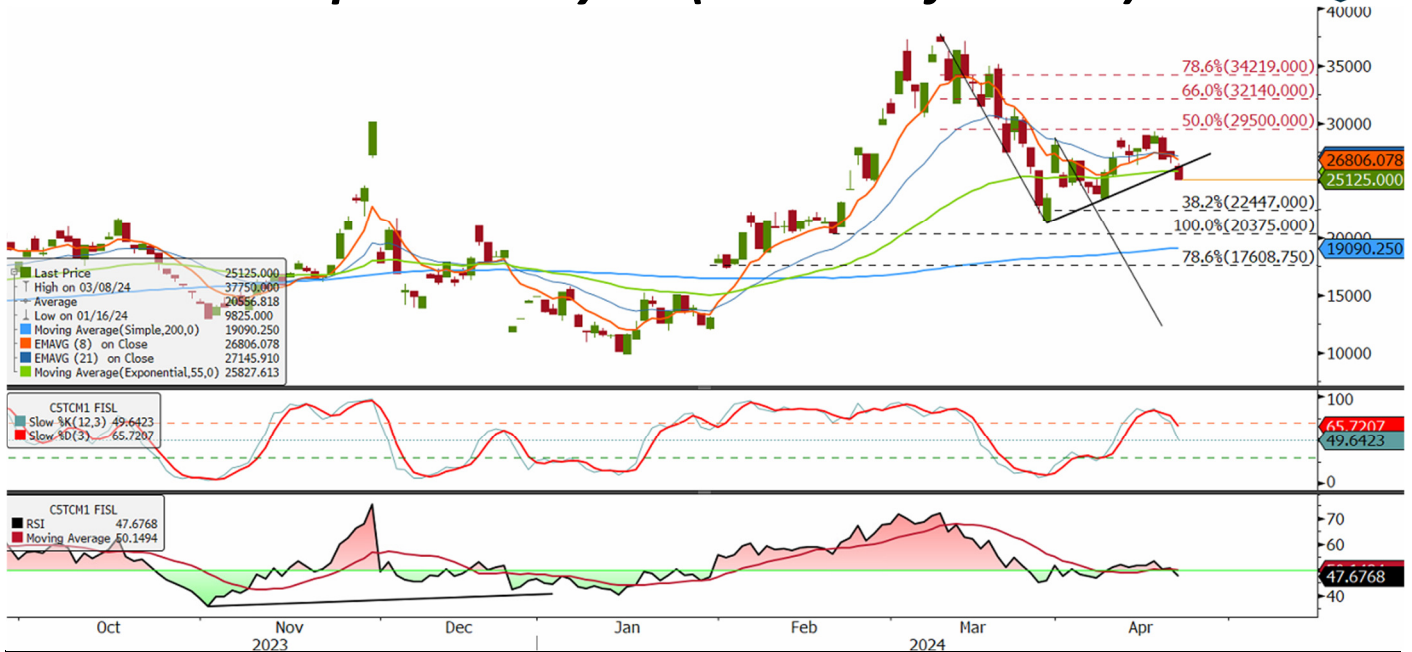 40000
35000
30000
20000
15000
10000
78.6%(34219.000)
66.0%(32140.000)
50.0%(29500.000)
26806.078
25125.000
38.2%(22447.000)
100.0%(20375.000)
19090.250
78.6%(17608.750)
Last Price 25125.000
High on 03/08/24 37750.000
Average 20556.818
Low on 01/16/24 9825.000
Moving Average(Simple,200,0) 19090.250
EMAVG (8) on Close 26806.078
EMAVG (21) on Close 27145.910
Moving Average(Exponential,55,0) 25827.613
C5TCM1 FISL
Slow %K(12,3) 49.6423
Slow %D(3) 65.7207
100
65.7207
49.6423
0
C5TCM1 FISL
RSI 47.6768
Moving Average 50.1494
70
60
47.6768
40
Oct Nov Dec Jan Feb Mar Apr
2023 2024